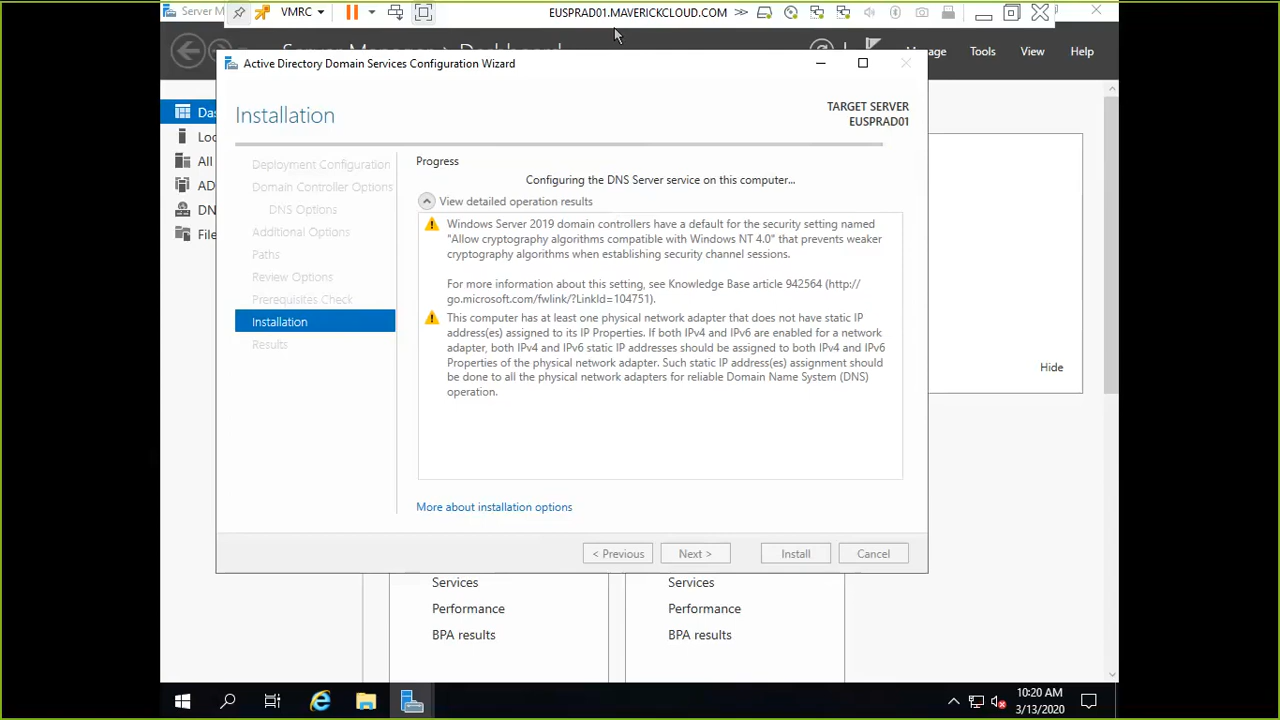 Server M
VMRC
EUSPRAD01.MAVERICKCLOUD.COM
Tools
View
Help
Active Directory Domain Services Configuration Wizard
Installation
TARGET SERVER
EUSPRAD01
Deployment Configuration
Domain Controller Options
DNS Options
Additional Options
Paths
Review Options
Prerequisites Check
Installation
Results
Das
Loc
All
AD
DN
File
Progress
Configuring the DNS Server service on this computer...
View detailed operation results
Windows Server 2019 domain controllers have a default for the security setting named
"Allow cryptography algorithms compatible with Windows NT 4.0" that prevents weaker
cryptography algorithms when establishing security channel sessions.
For more information about this setting, see Knowledge Base article 942564 (http://
go.microsoft.com/fwlink/?LinkId=104751).
This computer has at least one physical network adapter that does not have static IP
address(es) assigned to its IP Properties. If both IPv4 and IPv6 are enabled for a network
adapter, both IPv4 and IPv6 static IP addresses should be assigned to both IPv4 and IPv6
Properties of the physical network adapter. Such static IP address(es) assignment should
be done to all the physical network adapters for reliable Domain Name System (DNS)
operation.
More about installation options
Hide
< Previous
Next >
Install
Cancel
Services
Services
Performance
Performance
BPA results
BPA results
10:20 AM
3/13/2020